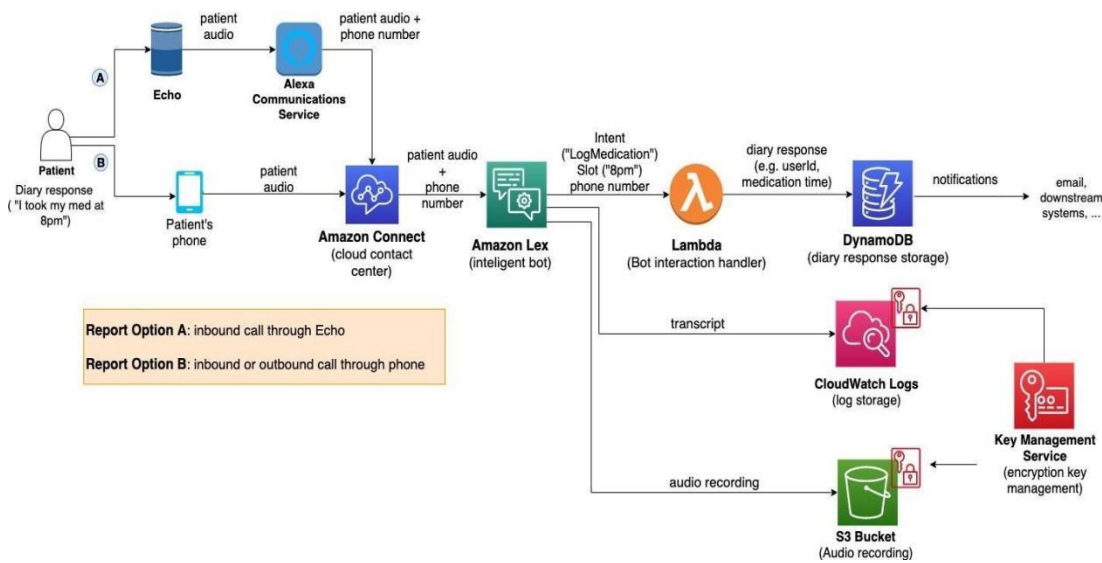 patient
audio
patient audio +
phone number
A
Echo
Alexa
Communications
Service
B
Patient
Diary response
( "I took my med at
8pm")
patient
audio
Patient's
phone
Amazon Connect
(cloud contact
center)
patient audio
+
phone
number
Amazon Lex
(inteligent bot)
Intent
("LogMedication")
Slot ("8pm")
phone number
Lambda
(Bot interaction handler)
diary response
(e.g. userId,
medication time)
DynamoDB
(diary response storage)
notifications
email,
downstream
systems, ...
Report Option A: inbound call through Echo
Report Option B: inbound or outbound call through phone
transcript
CloudWatch Logs
(log storage)
Key Management
Service
(encryption key
management)
audio recording
S3 Bucket
(Audio recording)